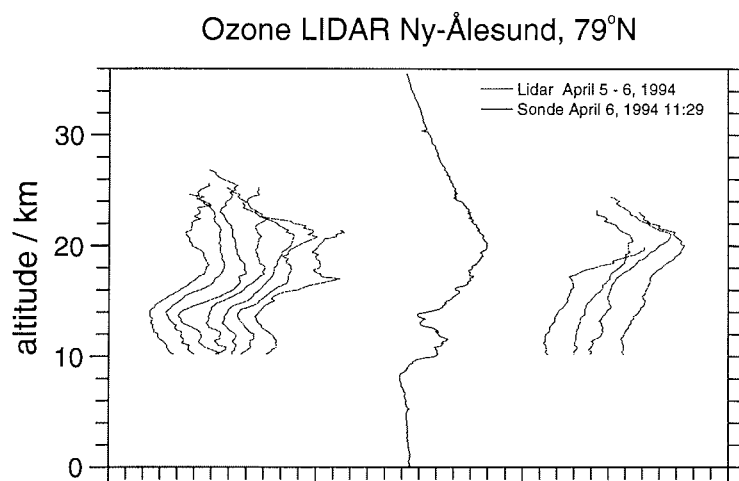 Ozone LIDAR Ny-Ålesund, 79°N
Lidar April 5 - 6, 1994
Sonde April 6, 1994 11:29
altitude / km
30
20
10
0